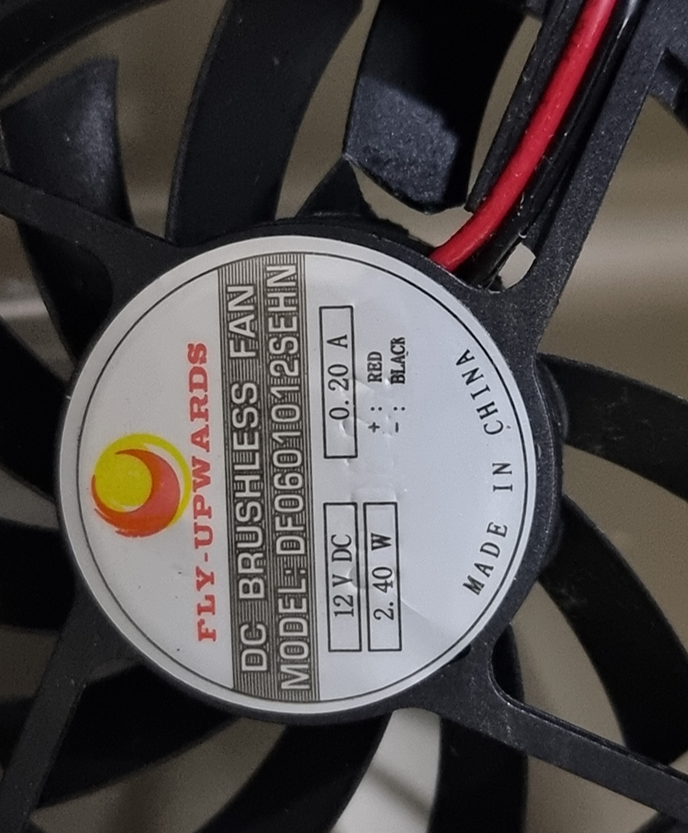 FLY-UPWARDS
DC BRUSHLESS FAN
MODEL: DF0601012SEHN
12 V DC
0.20 A
2.40 W
+ : RED
- : BLACK
MADE IN CHINA